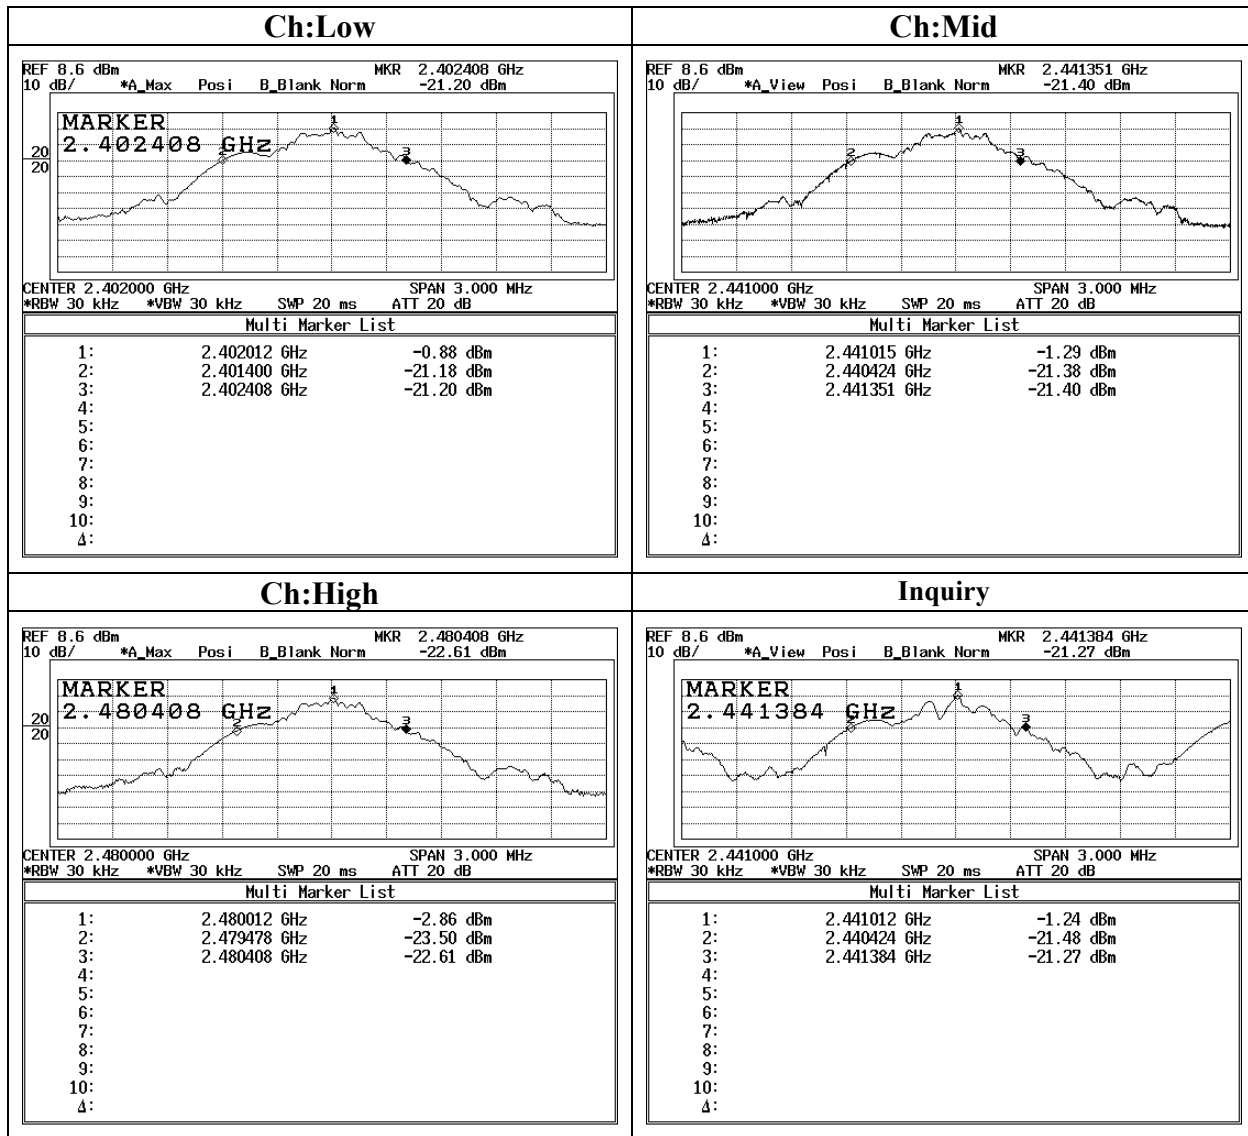 Ch:Low
REF 8.6 dBm MKR 2.402408 GHz
10 dB/ *A_Max Posi B_Blank Norm -21.20 dBm
MARKER
2.402408 GHz
1
2
3
20
20
CENTER 2.402000 GHz SPAN 3.000 MHz
*RBW 30 kHz *VBW 30 kHz SWP 20 ms ATT 20 dB
Multi Marker List
1: 2.402012 GHz -0.88 dBm
2: 2.401400 GHz -21.18 dBm
3: 2.402408 GHz -21.20 dBm
4:
5:
6:
7:
8:
9:
10:
Δ:
Ch:Mid
REF 8.6 dBm MKR 2.441351 GHz
10 dB/ *A_View Posi B_Blank Norm -21.40 dBm
1
2
3
CENTER 2.441000 GHz SPAN 3.000 MHz
*RBW 30 kHz *VBW 30 kHz SWP 20 ms ATT 20 dB
Multi Marker List
1: 2.441015 GHz -1.29 dBm
2: 2.440424 GHz -21.38 dBm
3: 2.441351 GHz -21.40 dBm
4:
5:
6:
7:
8:
9:
10:
Δ:
Ch:High
REF 8.6 dBm MKR 2.480408 GHz
10 dB/ *A_Max Posi B_Blank Norm -22.61 dBm
MARKER
2.480408 GHz
1
2
3
20
20
CENTER 2.480000 GHz SPAN 3.000 MHz
*RBW 30 kHz *VBW 30 kHz SWP 20 ms ATT 20 dB
Multi Marker List
1: 2.480012 GHz -2.86 dBm
2: 2.479478 GHz -23.50 dBm
3: 2.480408 GHz -22.61 dBm
4:
5:
6:
7:
8:
9:
10:
Δ:
Inquiry
REF 8.6 dBm MKR 2.441384 GHz
10 dB/ *A_View Posi B_Blank Norm -21.27 dBm
MARKER
2.441384 GHz
1
2
3
CENTER 2.441000 GHz SPAN 3.000 MHz
*RBW 30 kHz *VBW 30 kHz SWP 20 ms ATT 20 dB
Multi Marker List
1: 2.441012 GHz -1.24 dBm
2: 2.440424 GHz -21.48 dBm
3: 2.441384 GHz -21.27 dBm
4:
5:
6:
7:
8:
9:
10:
Δ: